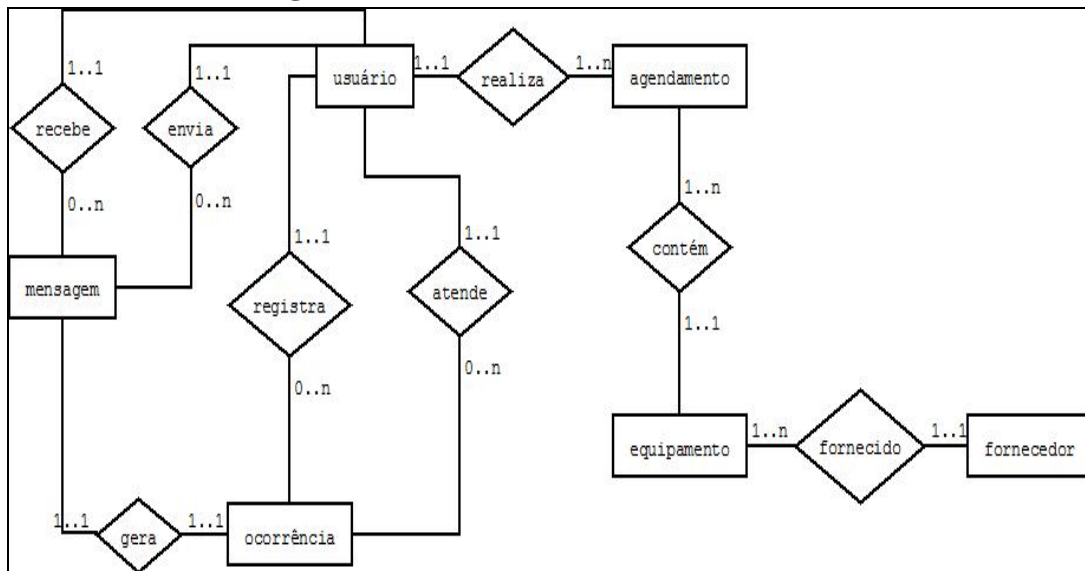 1..1
1..1
usuário
1..1
realiza
1..n
agendamento
recebe
envia
0..n
0..n
1..n
1..1
1..1
contém
mensagem
registra
atende
1..1
0..n
0..n
equipamento
1..n
fornecido
1..1
fornecedor
1..1
gera
1..1
ocorrência